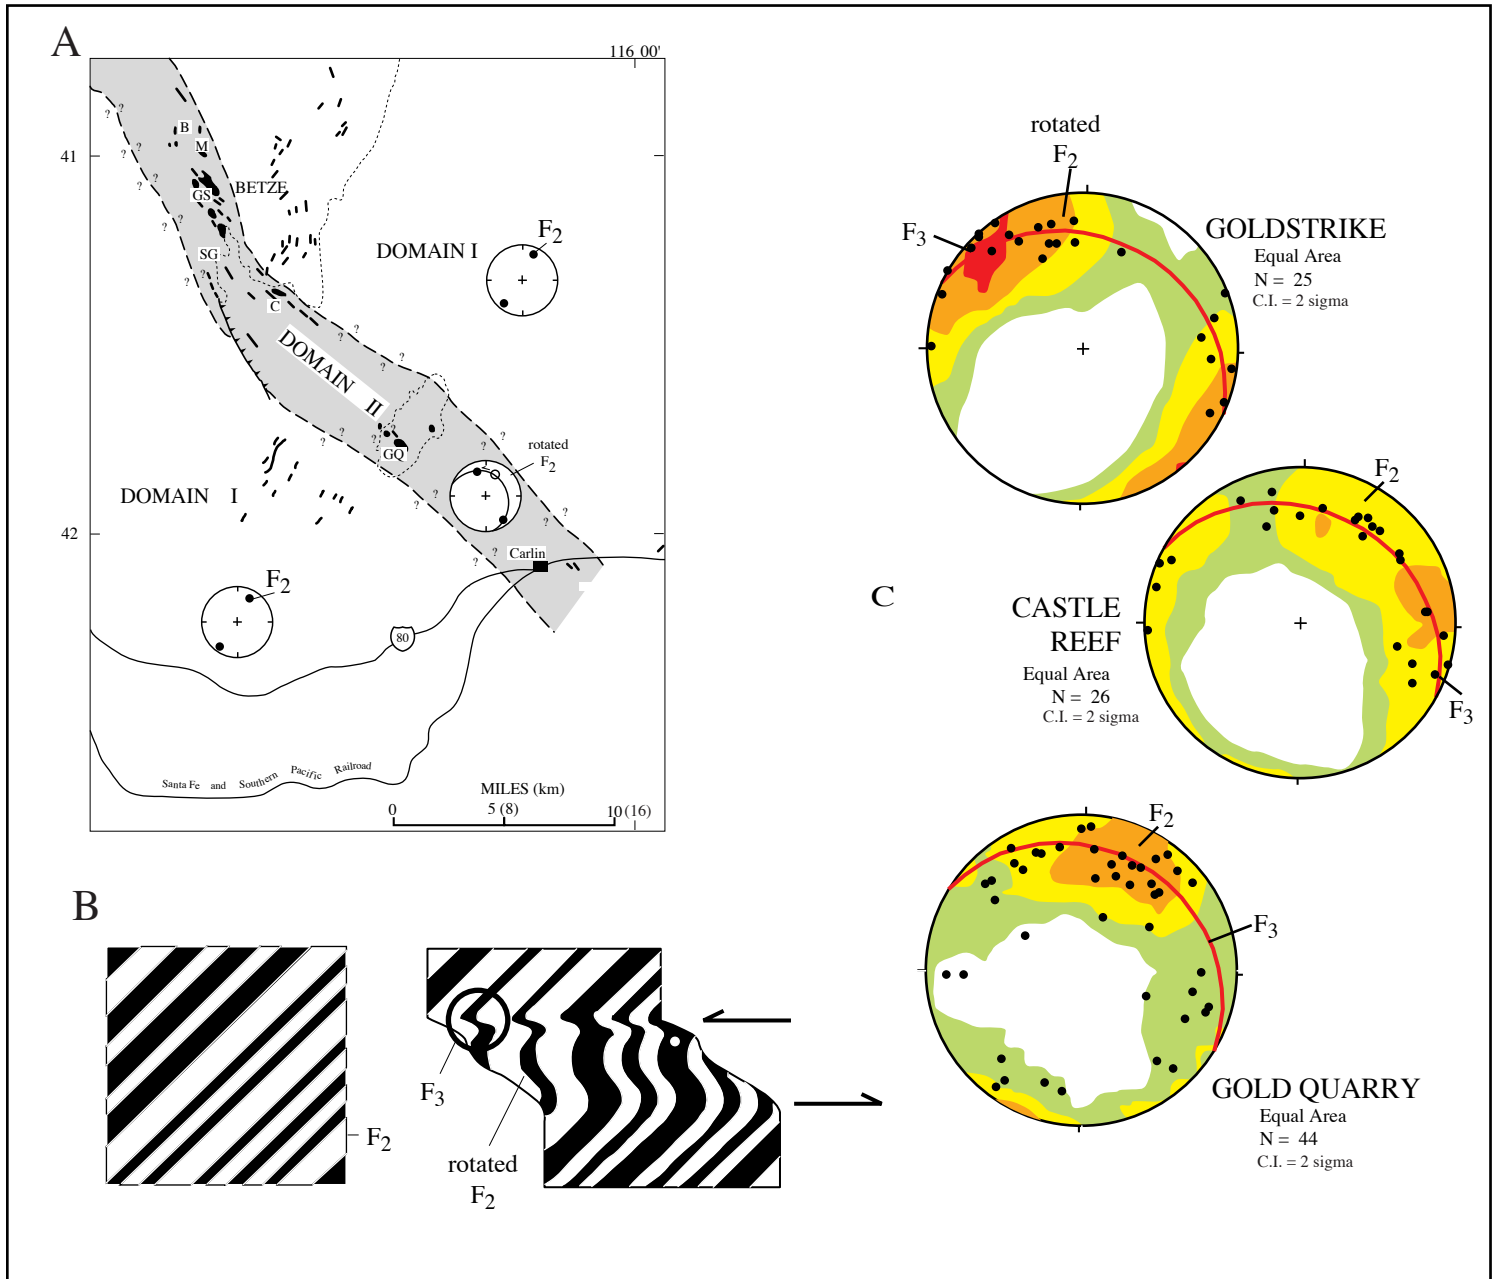 A
116 00'
41
B
M
GS
BETZE
SG
C
DOMAIN I
F2
DOMAIN II
GQ
rotated
F2
DOMAIN I
42
Carlin
F2
80
Santa Fe and Southern Pacific Railroad
MILES (km)
0 5 (8) 10 (16)
B
F2
F3
rotated
F2
C
rotated
F2
F3
GOLDSTRIKE
Equal Area
N = 25
C.I. = 2 sigma
F2
CASTLE
REEF
Equal Area
N = 26
C.I. = 2 sigma
F3
F2
F3
GOLD QUARRY
Equal Area
N = 44
C.I. = 2 sigma